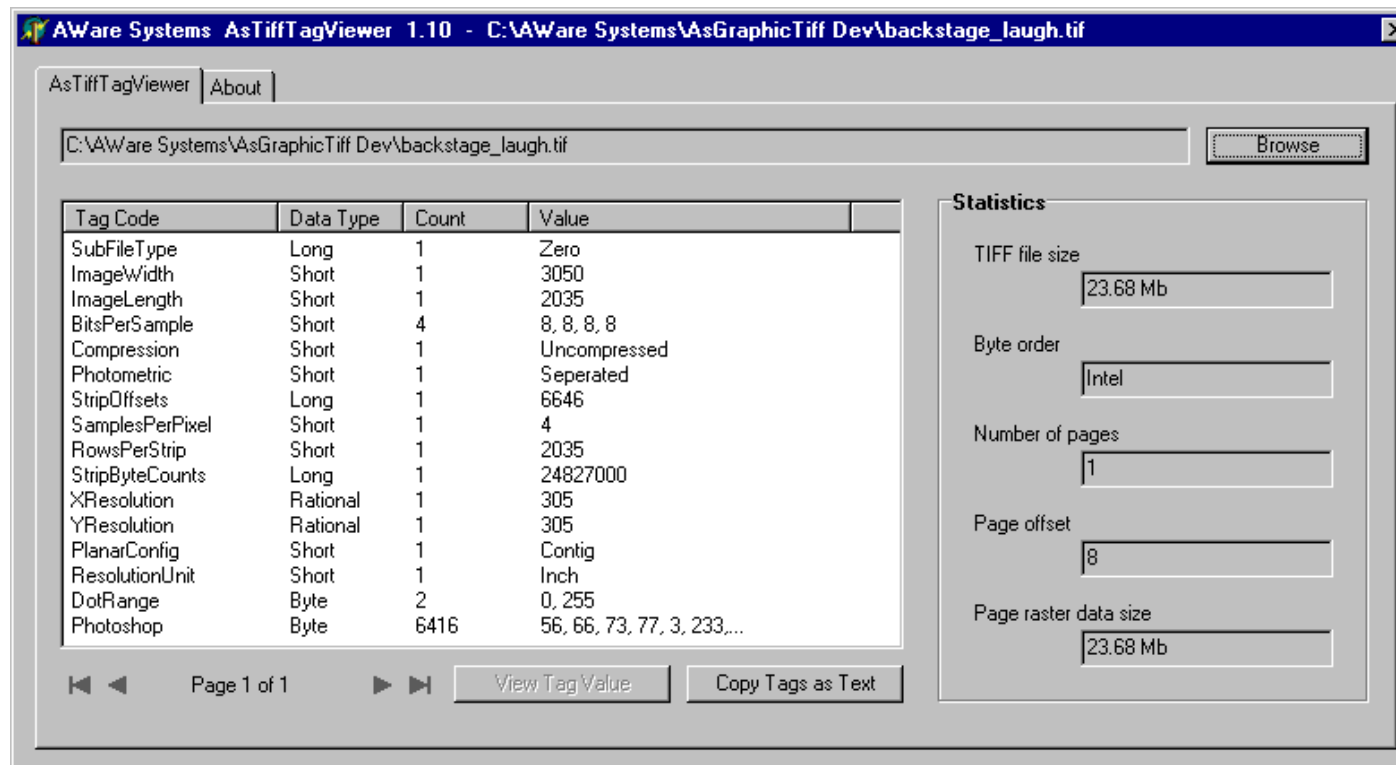 AWare Systems AsTiffTagViewer 1.10 - C:\AWare Systems\AsGraphicTiff Dev\backstage_laugh.tif
AsTiffTagViewer About
C:\AWare Systems\AsGraphicTiff Dev\backstage_laugh.tif Browse
Tag Code Data Type Count Value
SubFileType Long 1 Zero
ImageWidth Short 1 3050
ImageLength Short 1 2035
BitsPerSample Short 4 8, 8, 8, 8
Compression Short 1 Uncompressed
Photometric Short 1 Seperated
StripOffsets Long 1 6646
SamplesPerPixel Short 1 4
RowsPerStrip Short 1 2035
StripByteCounts Long 1 24827000
XResolution Rational 1 305
YResolution Rational 1 305
PlanarConfig Short 1 Contig
ResolutionUnit Short 1 Inch
DotRange Byte 2 0, 255
Photoshop Byte 6416 56, 66, 73, 77, 3, 233,...
Page 1 of 1 View Tag Value Copy Tags as Text
Statistics
TIFF file size
23.68 Mb
Byte order
Intel
Number of pages
1
Page offset
8
Page raster data size
23.68 Mb